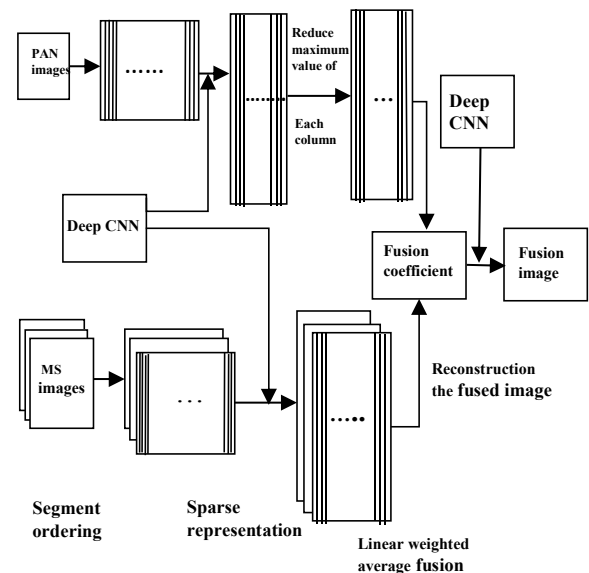 PAN
images
Reduce
maximum
value of
Each
column
Deep
CNN
Deep CNN
Fusion
coefficient
Fusion
image
MS
images
Reconstruction
the fused image
Segment
ordering
Sparse
representation
Linear weighted
average fusion